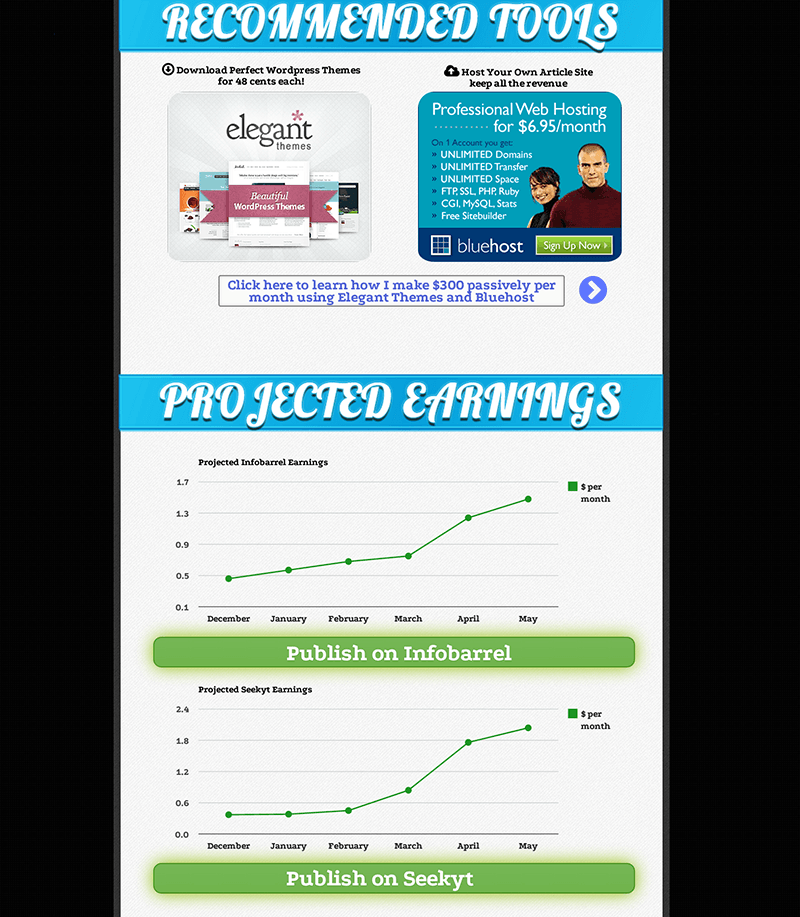 RECOMMENDED TOOLS
Download Perfect Wordpress Themes
for 48 cents each!
elegant
themes
Beautiful
WordPress Themes
Host Your Own Article Site
keep all the revenue
Professional Web Hosting
for $6.95/month
On 1 Account you get:
» UNLIMITED Domains
» UNLIMITED Transfer
» UNLIMITED Space
» FTP, SSL, PHP, Ruby
» CGI, MySQL, Stats
» Free Sitebuilder
bluehost
Sign Up Now
Click here to learn how I make $300 passively per
month using Elegant Themes and Bluehost
PROJECTED EARNINGS
Projected Infobarrel Earnings
1.7
1.3
0.9
0.5
0.1
December January February March April May
$ per
month
Publish on Infobarrel
Projected Seekyt Earnings
2.4
1.8
1.2
0.6
0.0
December January February March April May
$ per
month
Publish on Seekyt